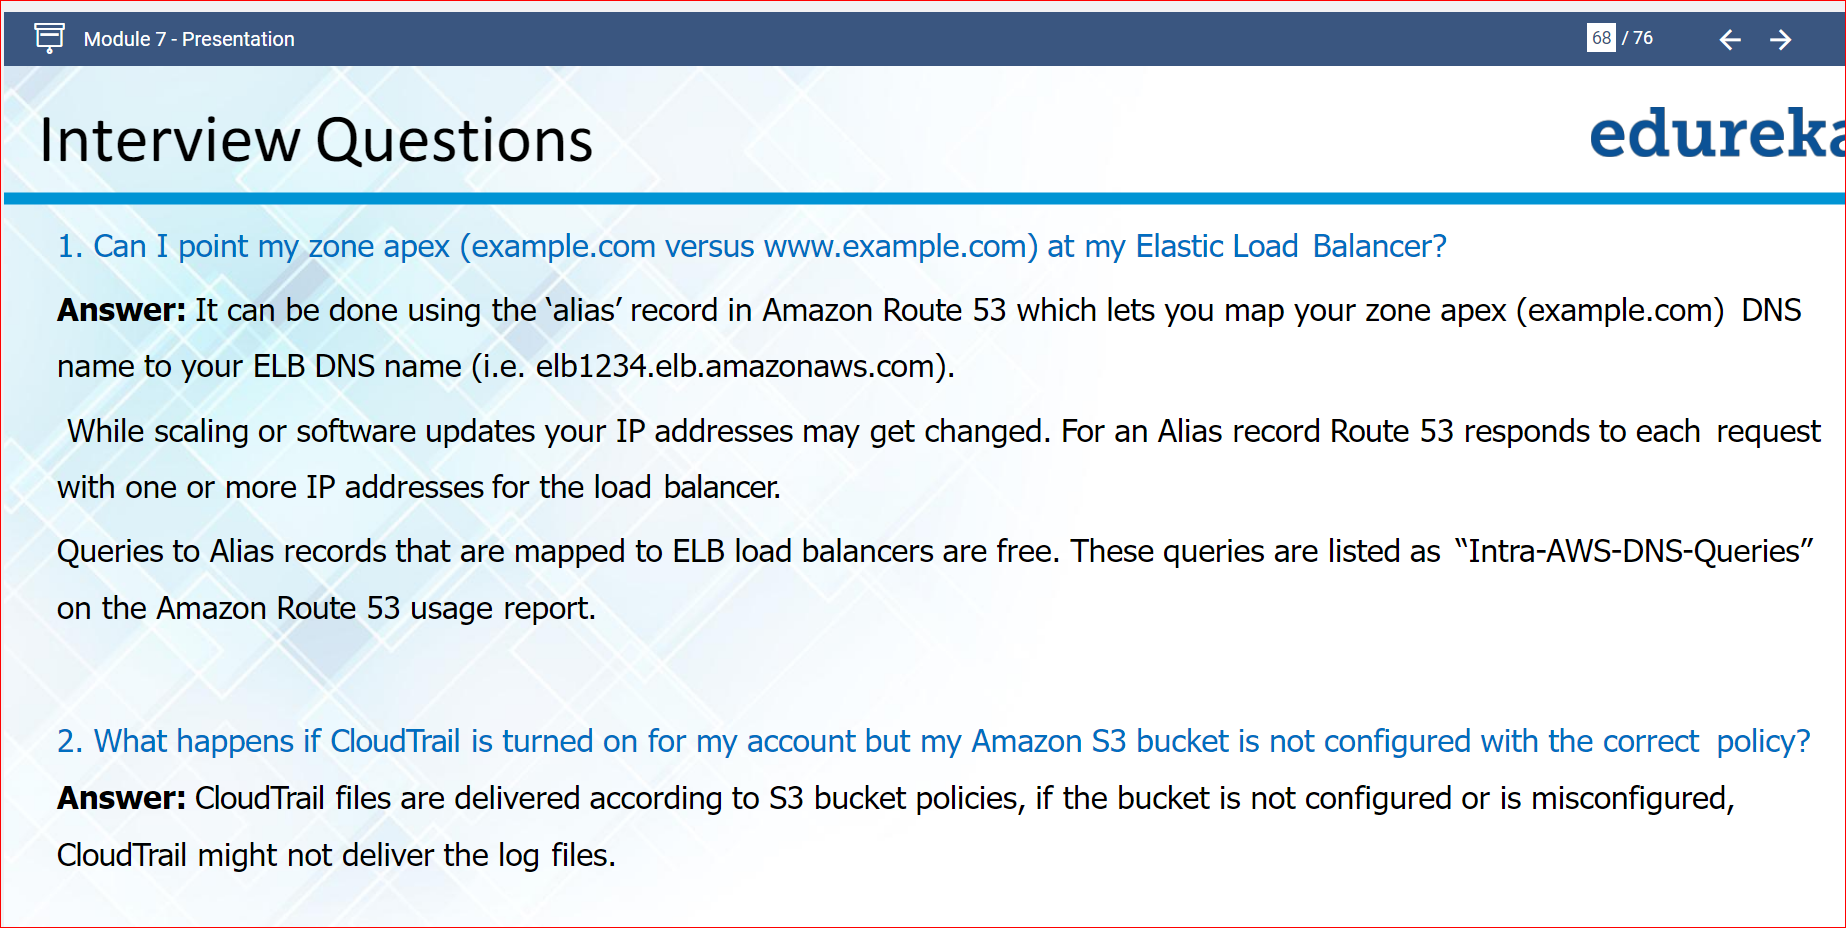 Module 7 - Presentation
68 / 76
Interview Questions
edureka
1. Can I point my zone apex (example.com versus www.example.com) at my Elastic Load Balancer?
Answer: It can be done using the ‘alias’ record in Amazon Route 53 which lets you map your zone apex (example.com) DNS
name to your ELB DNS name (i.e. elb1234.elb.amazonaws.com).
While scaling or software updates your IP addresses may get changed. For an Alias record Route 53 responds to each request
with one or more IP addresses for the load balancer.
Queries to Alias records that are mapped to ELB load balancers are free. These queries are listed as “Intra-AWS-DNS-Queries”
on the Amazon Route 53 usage report.
2. What happens if CloudTrail is turned on for my account but my Amazon S3 bucket is not configured with the correct policy?
Answer: CloudTrail files are delivered according to S3 bucket policies, if the bucket is not configured or is misconfigured,
CloudTrail might not deliver the log files.